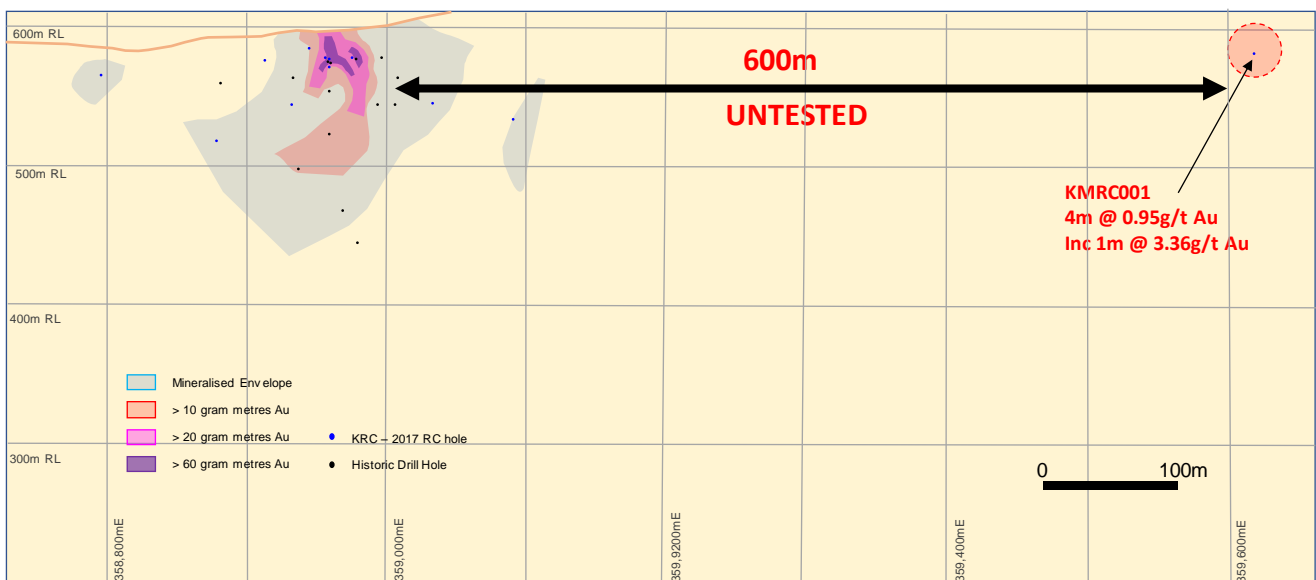 600m RL
600m
UNTESTED
500m RL
KMRC001
4m @ 0.95g/t Au
Inc 1m @ 3.36g/t Au
400m RL
Mineralised Envelope
> 10 gram metres Au
> 20 gram metres Au
KRC – 2017 RC hole
> 60 gram metres Au
Historic Drill Hole
300m RL
0
100m
358,800mE
359,000mE
359,9200mE
359,400mE
359,600mE